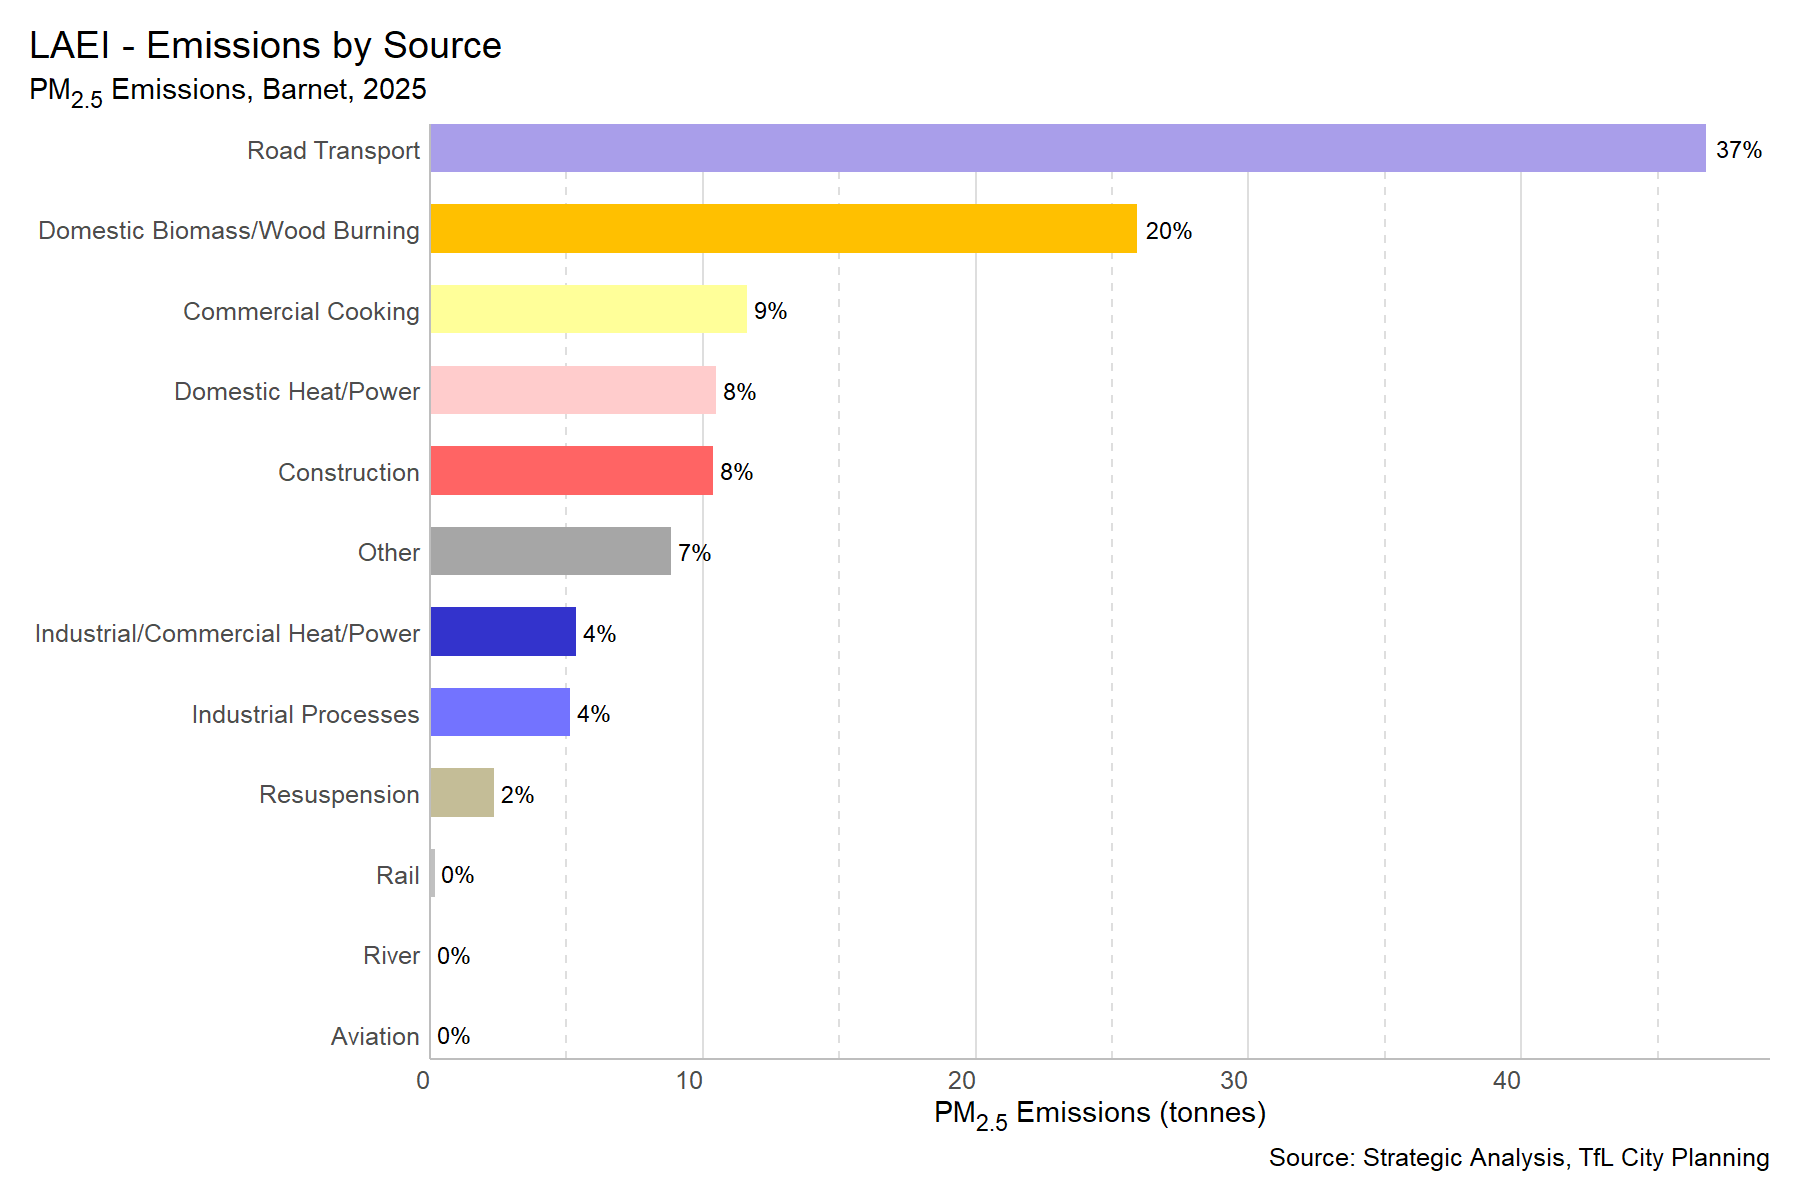 LAEI - Emissions by Source
PM2.5 Emissions, Barnet, 2025
Road Transport 37%
Domestic Biomass/Wood Burning 20%
Commercial Cooking 9%
Domestic Heat/Power 8%
Construction 8%
Other 7%
Industrial/Commercial Heat/Power 4%
Industrial Processes 4%
Resuspension 2%
Rail 0%
River 0%
Aviation 0%
0 10 20 30 40
PM2.5 Emissions (tonnes)
Source: Strategic Analysis, TfL City Planning